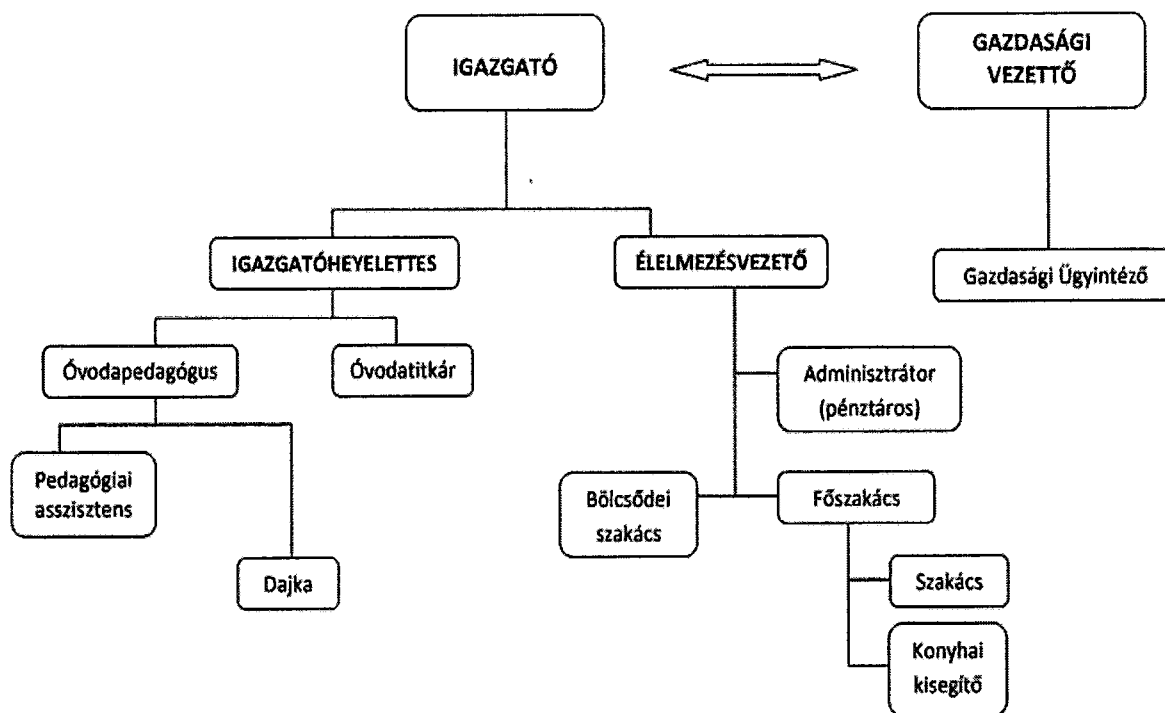 IGAZGATÓ
GAZDASÁGI
VEZETTŐ
IGAZGATÓHEYELETTES
ÉLELMEZÉSVEZETŐ
Gazdasági Ügyintéző
Óvodapedagógus
Óvodatitkár
Adminisztrátor
(pénztáros)
Pedagógiai
asszisztens
Bölcsődei
szakács
Főszakács
Dajka
Szakács
Konyhai
kisegítő